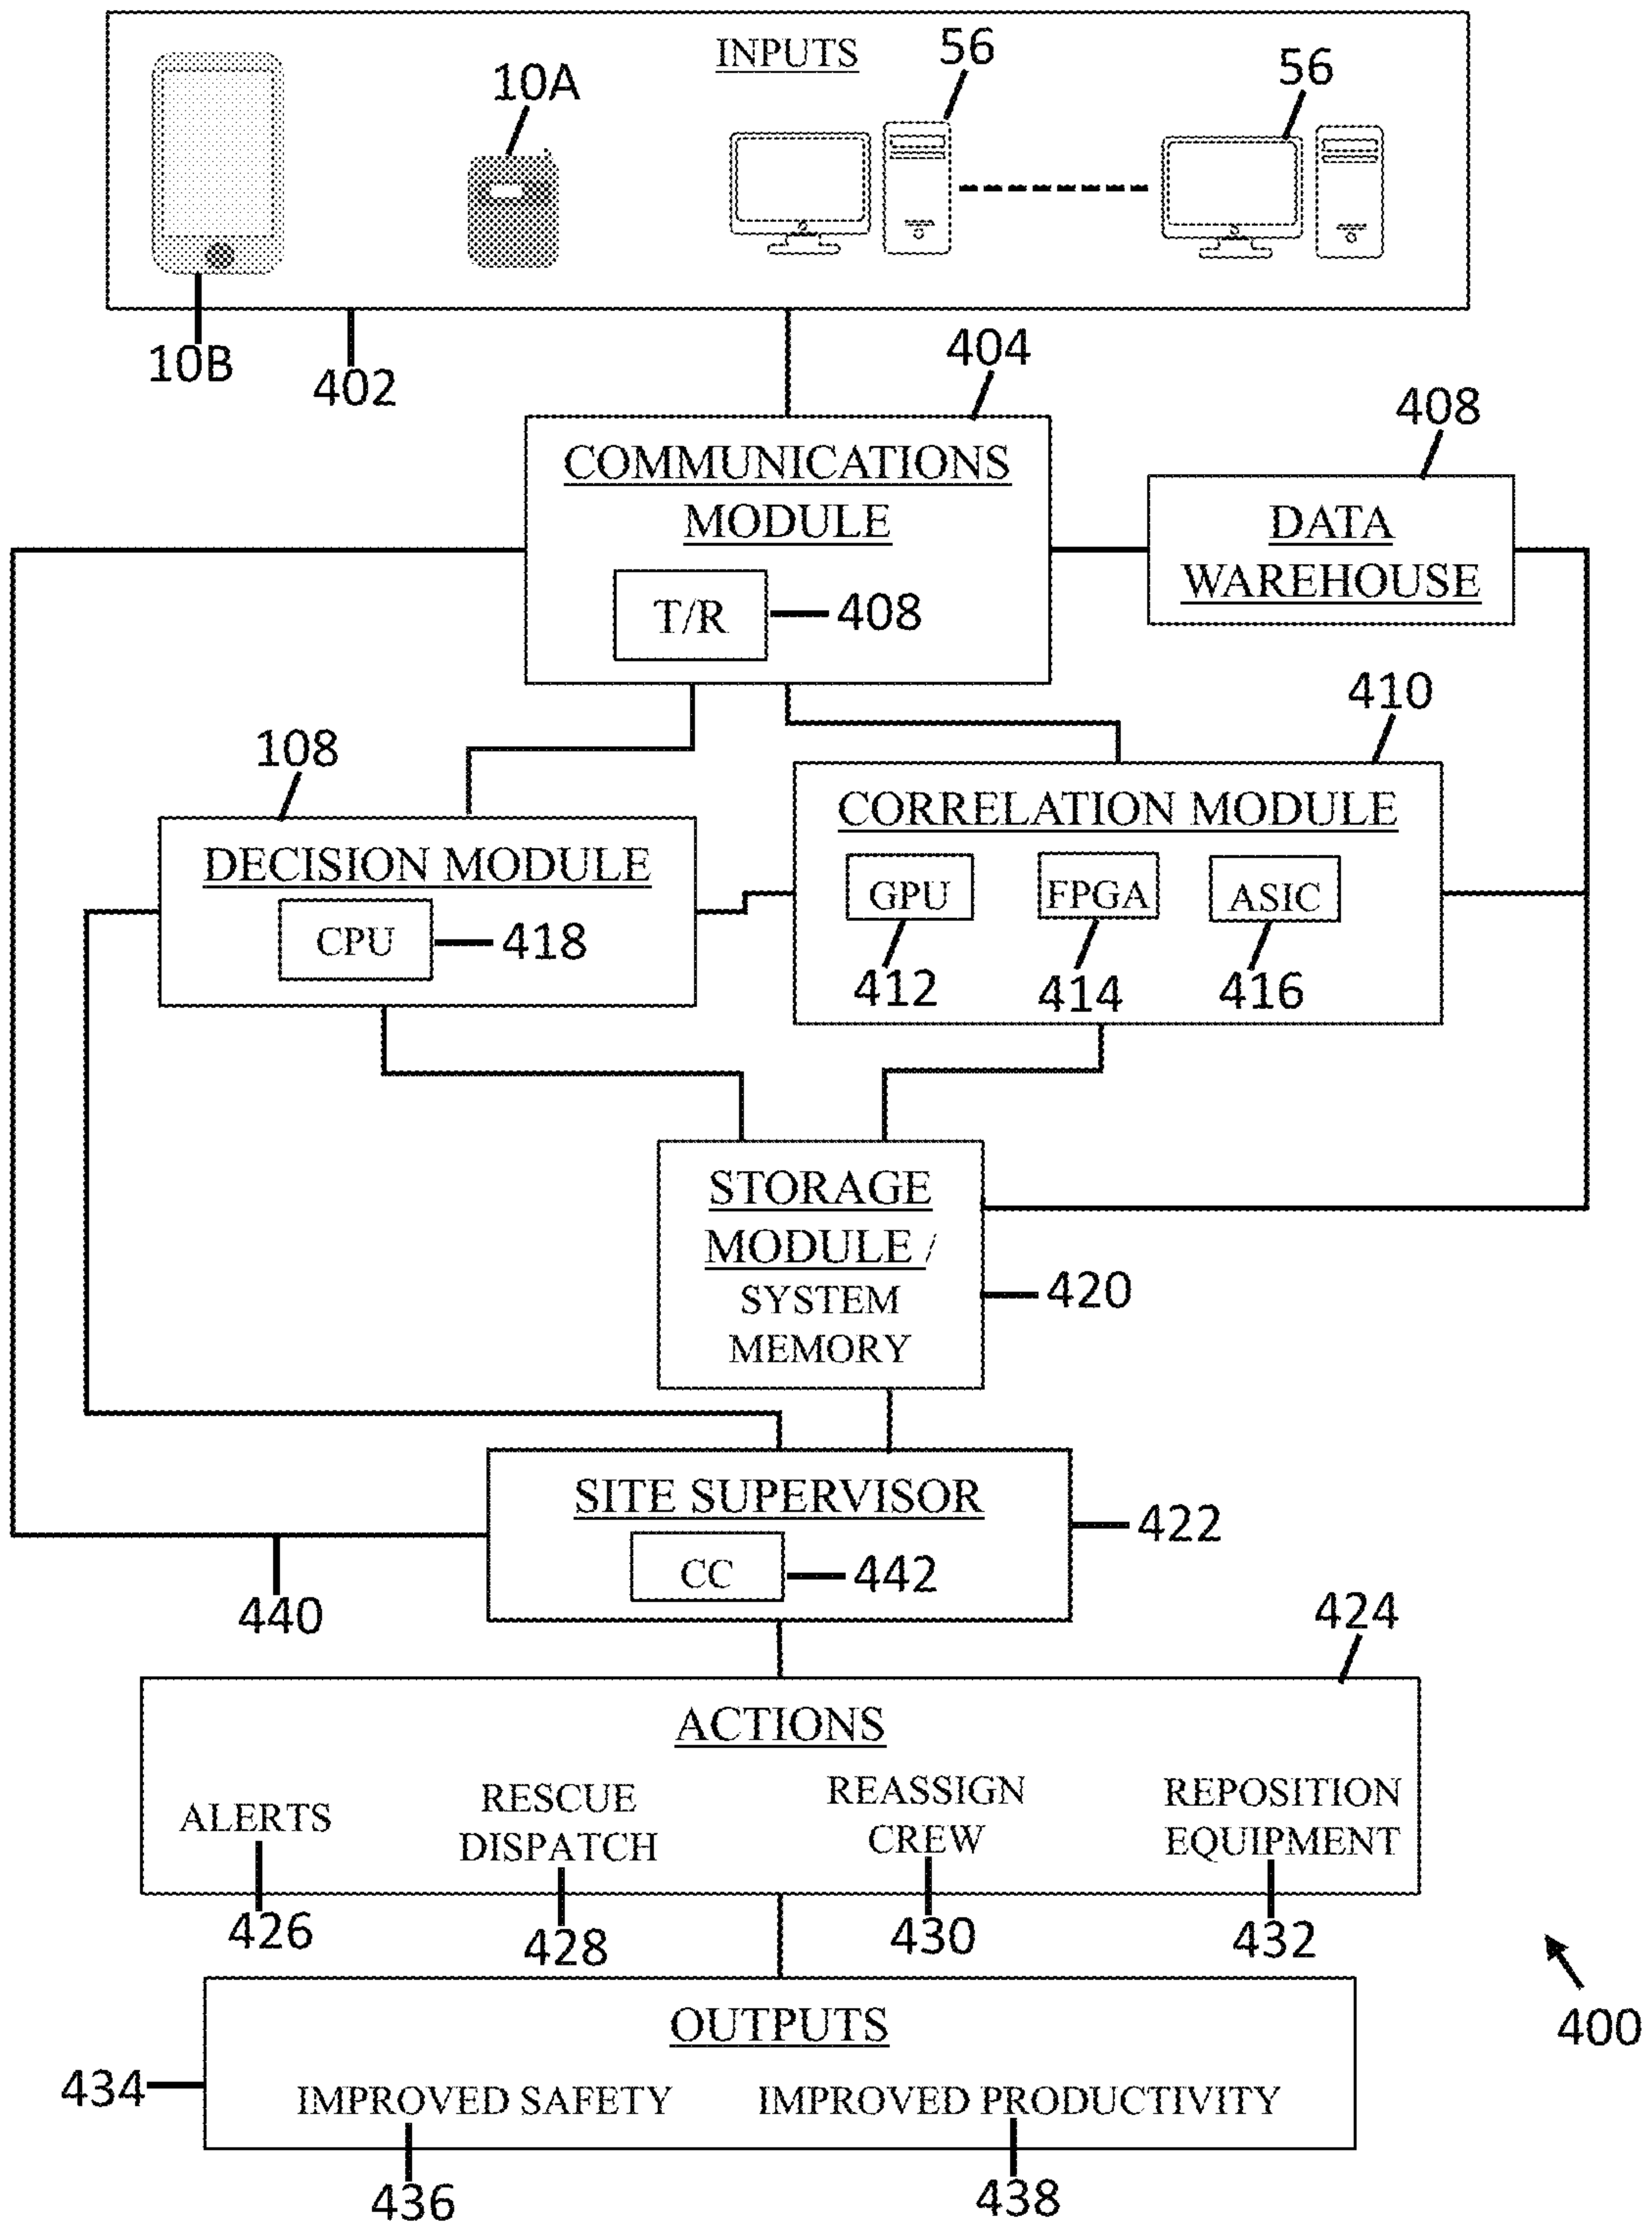 INPUTS
56
56
10A
10B
402
404
COMMUNICATIONS
MODULE
T/R
408
408
DATA
WAREHOUSE
108
DECISION MODULE
CPU
418
410
CORRELATION MODULE
GPU
FPGA
ASIC
412
414
416
STORAGE
MODULE /
SYSTEM
MEMORY
420
SITE SUPERVISOR
CC
442
422
440
424
ACTIONS
ALERTS
RESCUE
DISPATCH
REASSIGN
CREW
REPOSITION
EQUIPMENT
426
428
430
432
400
OUTPUTS
434
IMPROVED SAFETY
IMPROVED PRODUCTIVITY
436
438